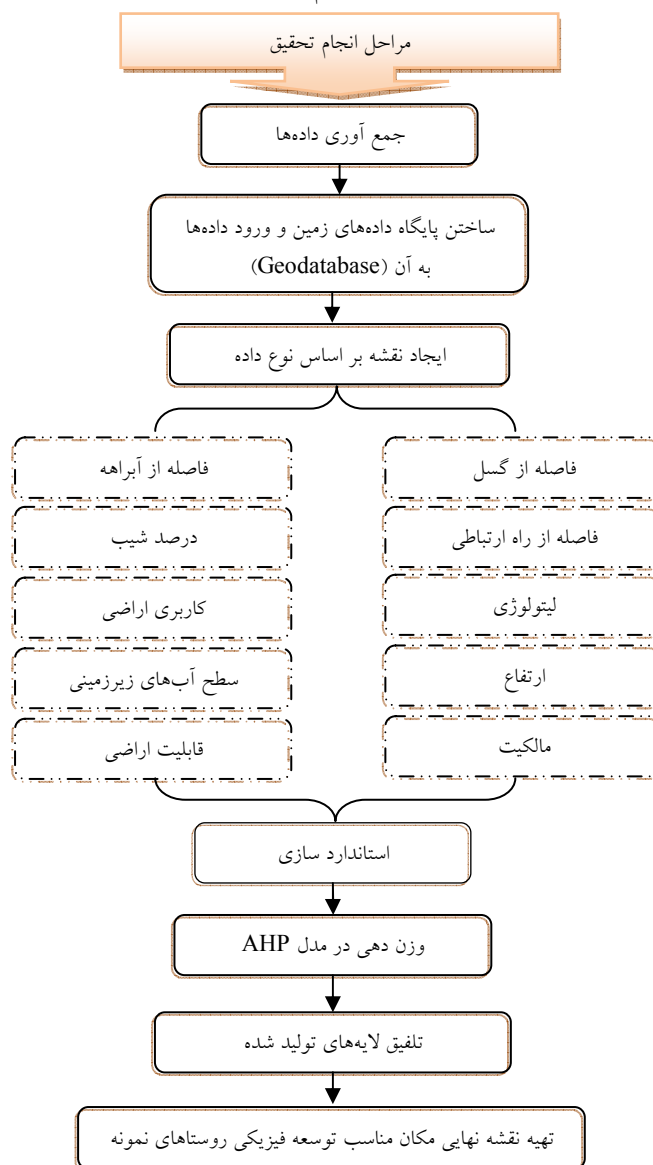 مراحل انجام تحقیق
جمع آوری داده‌ها
ساختن پایگاه داده‌های زمین و ورود داده‌ها
به آن (Geodatabase)
ایجاد نقشه بر اساس نوع داده
فاصله از گسل
فاصله از آبراهه
فاصله از راه ارتباطی
درصد شیب
لیتولوژی
کاربری اراضی
ارتفاع
سطح آب‌های زیرزمینی
مالکیت
قابلیت اراضی
استاندارد سازی
وزن دهی در مدل AHP
تلفیق لایه‌های تولید شده
تهیه نقشه نهایی مکان مناسب توسعه فیزیکی روستاهای نمونه